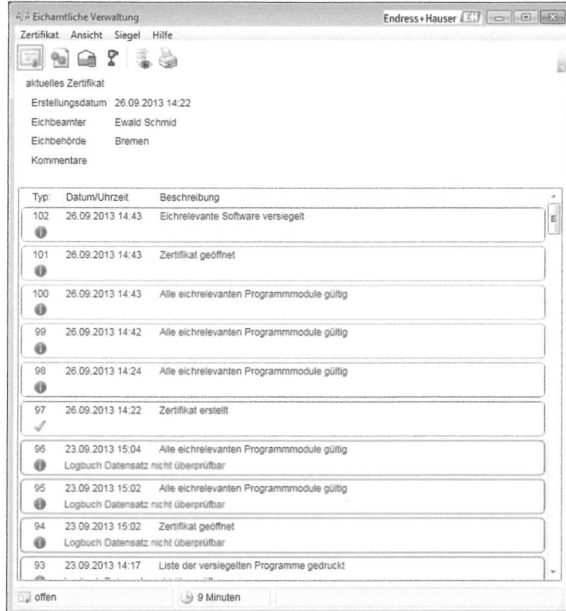 Eichamtliche Verwaltung
Endress+Hauser EH
Zertifikat Ansicht Siegel Hilfe
aktuelles Zertifikat
Erstellungsdatum 26.09.2013 14:22
Eichbeamter Ewald Schmid
Eichbehörde Bremen
Kommentare
Typ: Datum/Uhrzeit Beschreibung
102 26.09.2013 14:43 Eichrelevante Software versiegelt
101 26.09.2013 14:43 Zertifikat geöffnet
100 26.09.2013 14:43 Alle eichrelevanten Programmmodule gültig
99 26.09.2013 14:42 Alle eichrelevanten Programmmodule gültig
98 26.09.2013 14:24 Alle eichrelevanten Programmmodule gültig
97 26.09.2013 14:22 Zertifikat erstellt
96 23.09.2013 15:04 Alle eichrelevanten Programmmodule gültig
Logbuch Datensatz nicht überprüfbar
95 23.09.2013 15:02 Alle eichrelevanten Programmmodule gültig
Logbuch Datensatz nicht überprüfbar
94 23.09.2013 15:02 Zertifikat geöffnet
Logbuch Datensatz nicht überprüfbar
93 23.09.2013 14:17 Liste der versiegelten Programme gedruckt
offen 9 Minuten